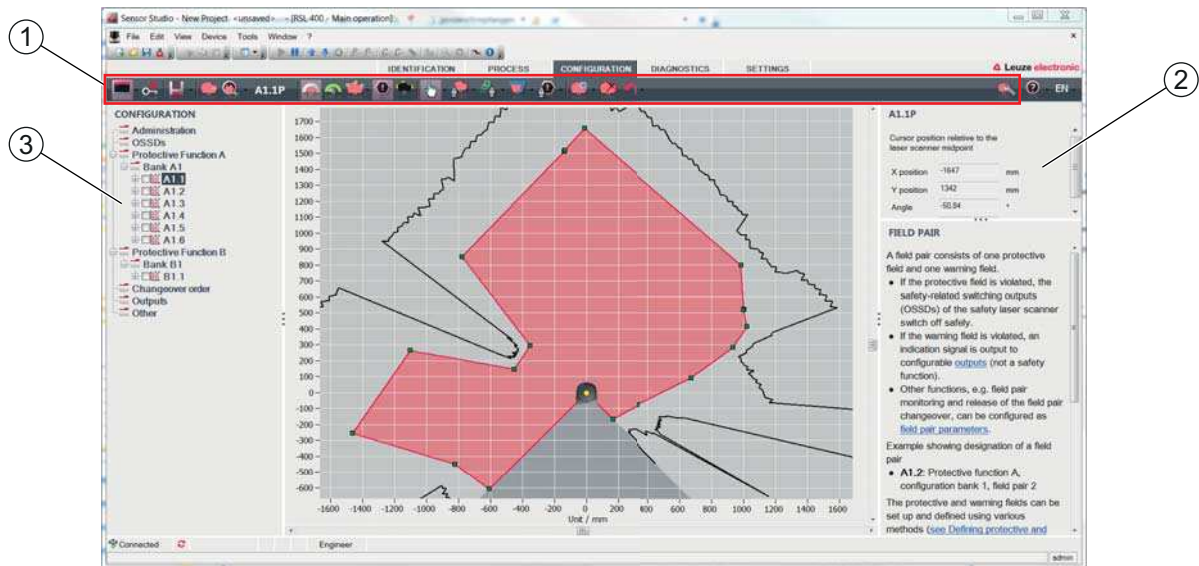 Sensor Studio - New Project <unsaved> - [RSL 400 - Main operation]
File Edit View Device Tools Window ?
IDENTIFICATION PROCESS CONFIGURATION DIAGNOSTICS SETTINGS
Leuze electronic
A1.1P
EN
1
2
3
CONFIGURATION
Administration
OSSDs
Protective Function A
Bank A1
A1.1
A1.2
A1.3
A1.4
A1.5
A1.6
Protective Function B
Bank B1
B1.1
Changeover order
Outputs
Other
1700
1600
1500
1400
1300
1200
1100
1000
900
800
700
600
500
400
300
200
100
0
-100
-200
-300
-400
-500
-600
-1600 -1400 -1200 -1000 -800 -600 -400 -200 0 200 400 600 800 1000 1200 1400 1600
Unit / mm
A1.1P
Cursor position relative to the
laser scanner midpoint
X position -1647 mm
Y position 1342 mm
Angle -50.84 °
FIELD PAIR
A field pair consists of one protective
field and one warning field.
• If the protective field is violated, the
safety-related switching outputs
(OSSDs) of the safety laser scanner
switch off safely.
• If the warning field is violated, an
indication signal is output to
configurable outputs (not a safety
function).
• Other functions, e.g. field pair
monitoring and release of the field pair
changeover, can be configured as
field pair parameters.
Example showing designation of a field
pair
• A1.2: Protective function A,
configuration bank 1, field pair 2
The protective and warning fields can be
set up and defined using various
methods (see Defining protective and
Connected
Engineer
admin